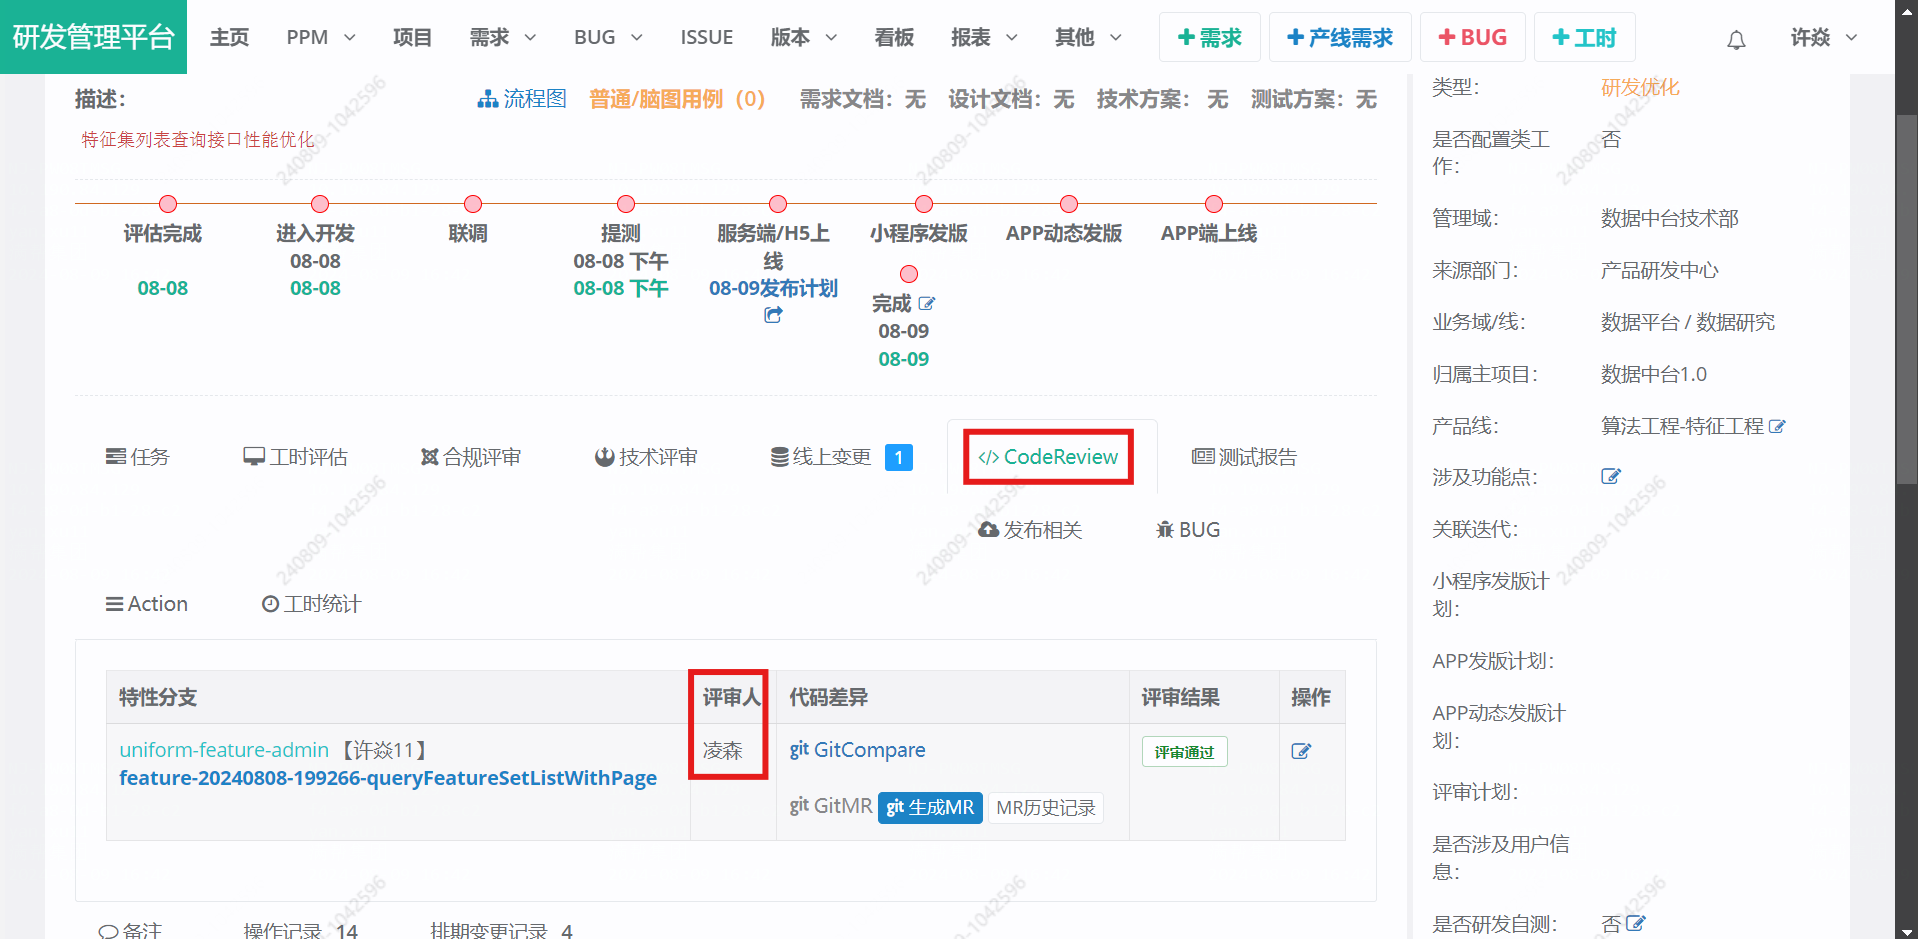 研发管理平台 主页 PPM 项目 需求 BUG ISSUE 版本 看板 报表 其他 +需求 +产线需求 +BUG +工时 许焱
描述： 流程图 普通/脑图用例（0） 需求文档：无 设计文档：无 技术方案： 无 测试方案：无
特征集列表查询接口性能优化
评估完成
08-08
进入开发
08-08
08-08
联调
提测
08-08 下午
08-08 下午
服务端/H5上
线
08-09发布计划
小程序发版
APP动态发版
APP端上线
完成
08-09
08-09
任务 工时评估 合规评审 技术评审 线上变更 1 </> CodeReview 测试报告
发布相关 BUG
Action 工时统计
特性分支 评审人 代码差异 评审结果 操作
uniform-feature-admin 【许焱11】
feature-20240808-199266-queryFeatureSetListWithPage
凌森
git GitCompare
git GitMR git 生成MR MR历史记录
评审通过
备注 操作记录 14 排期变更记录 4
类型： 研发优化
是否配置类工
作：
否
管理域： 数据中台技术部
来源部门： 产品研发中心
业务域/线： 数据平台 / 数据研究
归属主项目： 数据中台1.0
产品线： 算法工程-特征工程
涉及功能点：
关联迭代：
小程序发版计
划：
APP发版计划：
APP动态发版计
划：
评审计划：
是否涉及用户信
息：
是否研发自测： 否
240809-1042596
240809-1042596
240809-1042596
240809-1042596
240809-1042596
240809-1042596
240809-1042596
240809-1042596
240809-1042596